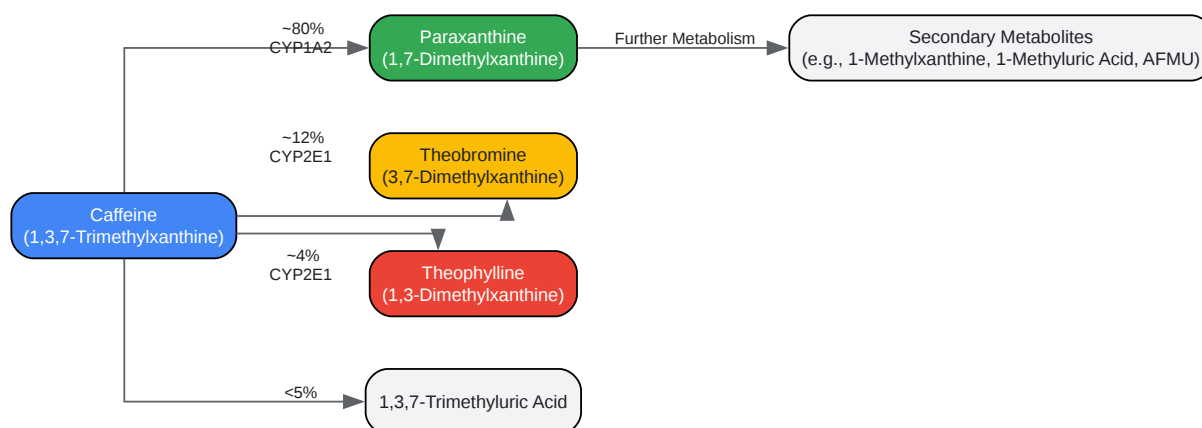 ~80%
CYP1A2
Paraxanthine
(1,7-Dimethylxanthine)
Further Metabolism
Secondary Metabolites
(e.g., 1-Methylxanthine, 1-Methyluric Acid, AFMU)
~12%
CYP2E1
Theobromine
(3,7-Dimethylxanthine)
Caffeine
(1,3,7-Trimethylxanthine)
~4%
CYP2E1
Theophylline
(1,3-Dimethylxanthine)
<5%
1,3,7-Trimethyluric Acid